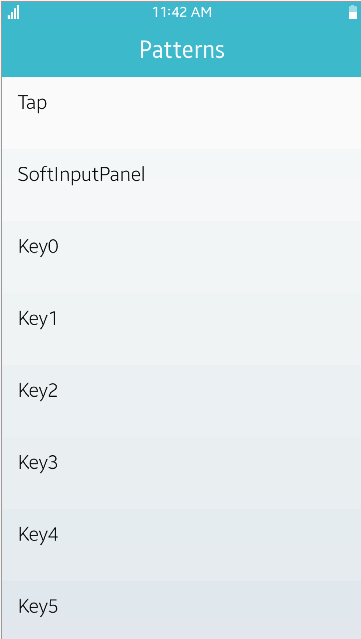 11:42 AM
Patterns
Tap
SoftInputPanel
Key0
Key1
Key2
Key3
Key4
Key5